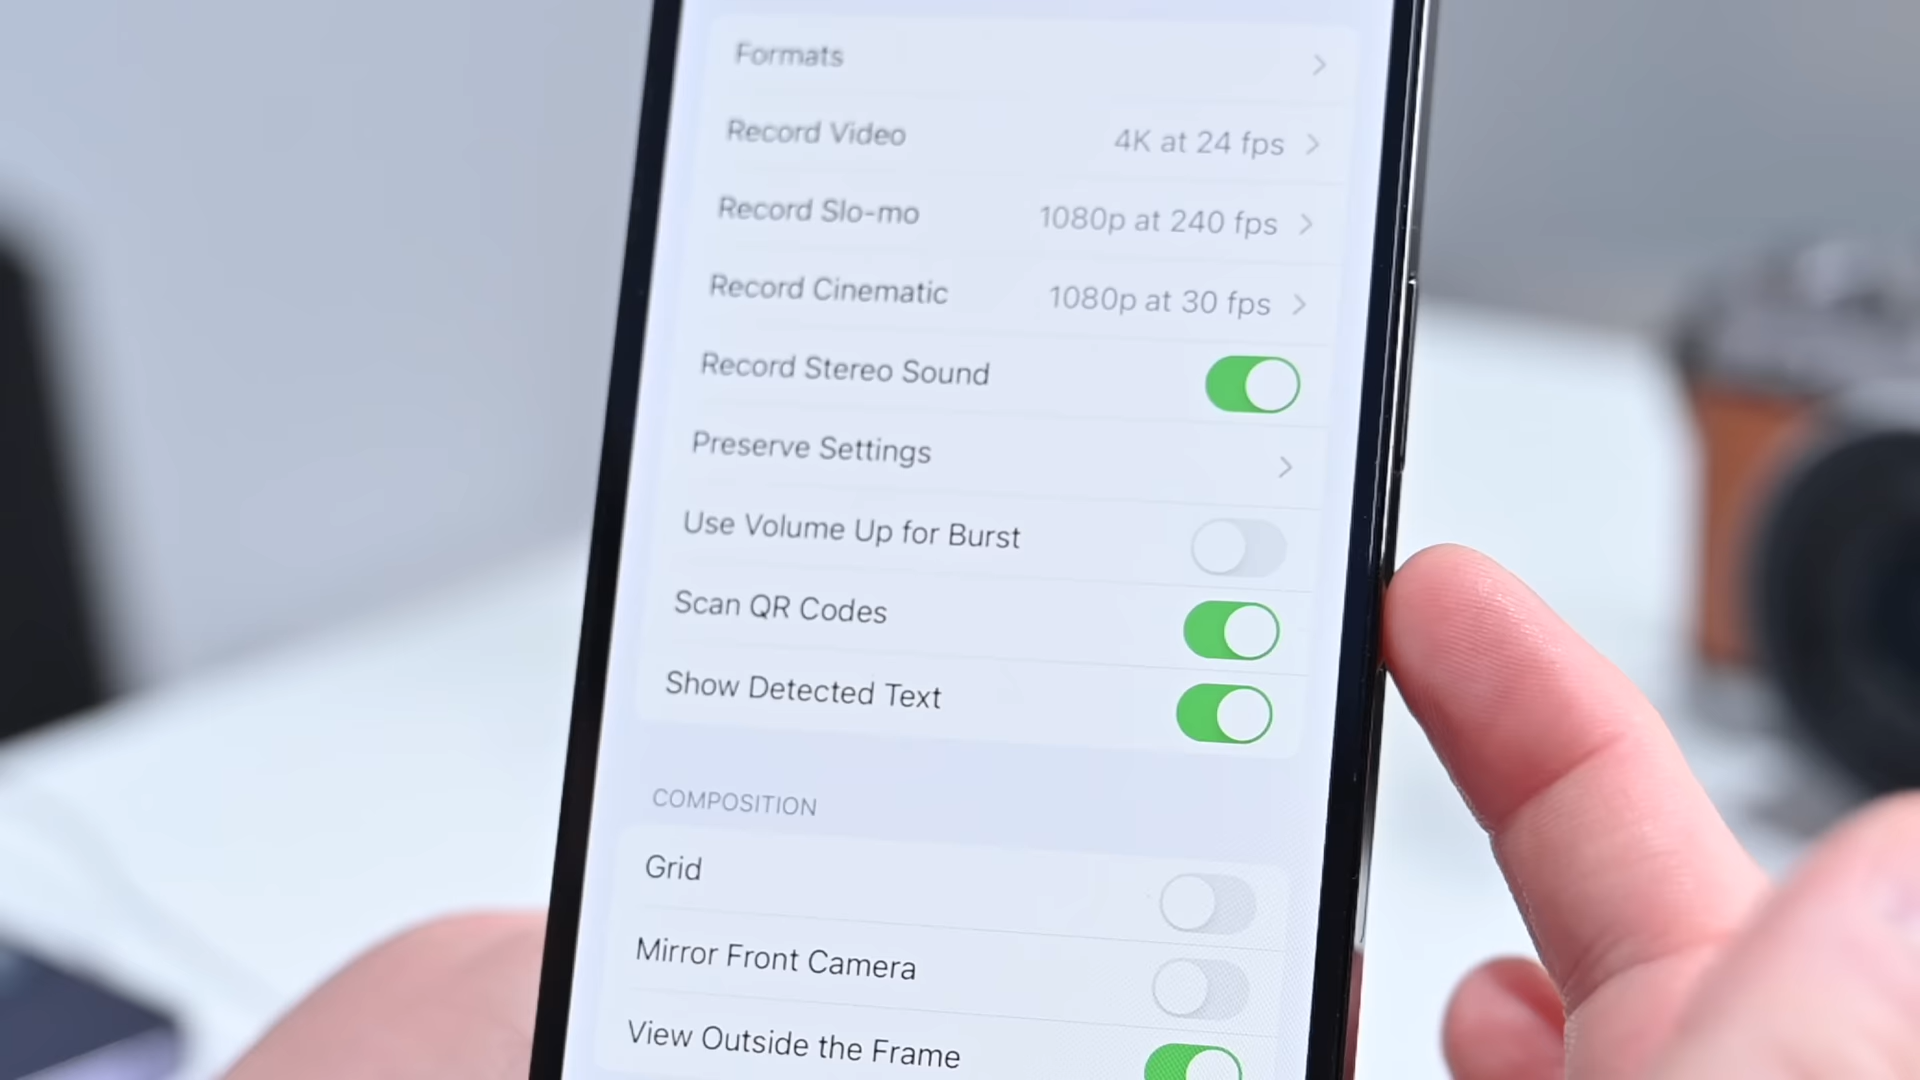 Formats
Record Video 4K at 24 fps
Record Slo-mo 1080p at 240 fps
Record Cinematic 1080p at 30 fps
Record Stereo Sound
Preserve Settings
Use Volume Up for Burst
Scan QR Codes
Show Detected Text
COMPOSITION
Grid
Mirror Front Camera
View Outside the Frame